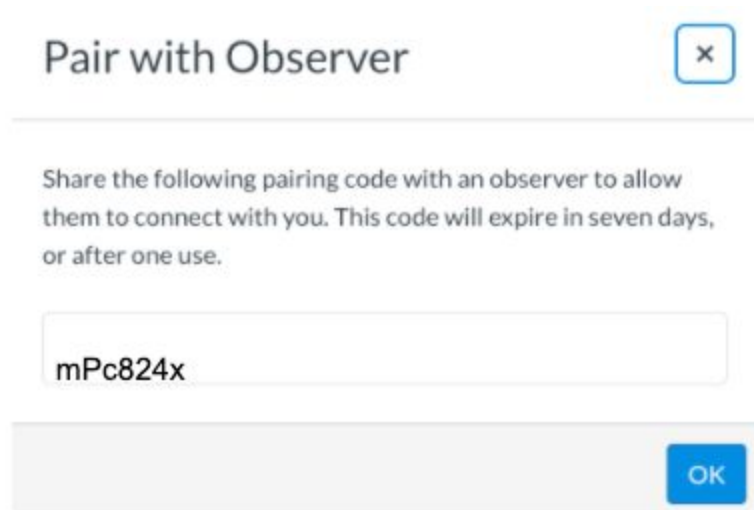 Pair with Observer
×
Share the following pairing code with an observer to allow
them to connect with you. This code will expire in seven days,
or after one use.
mPc824x
OK